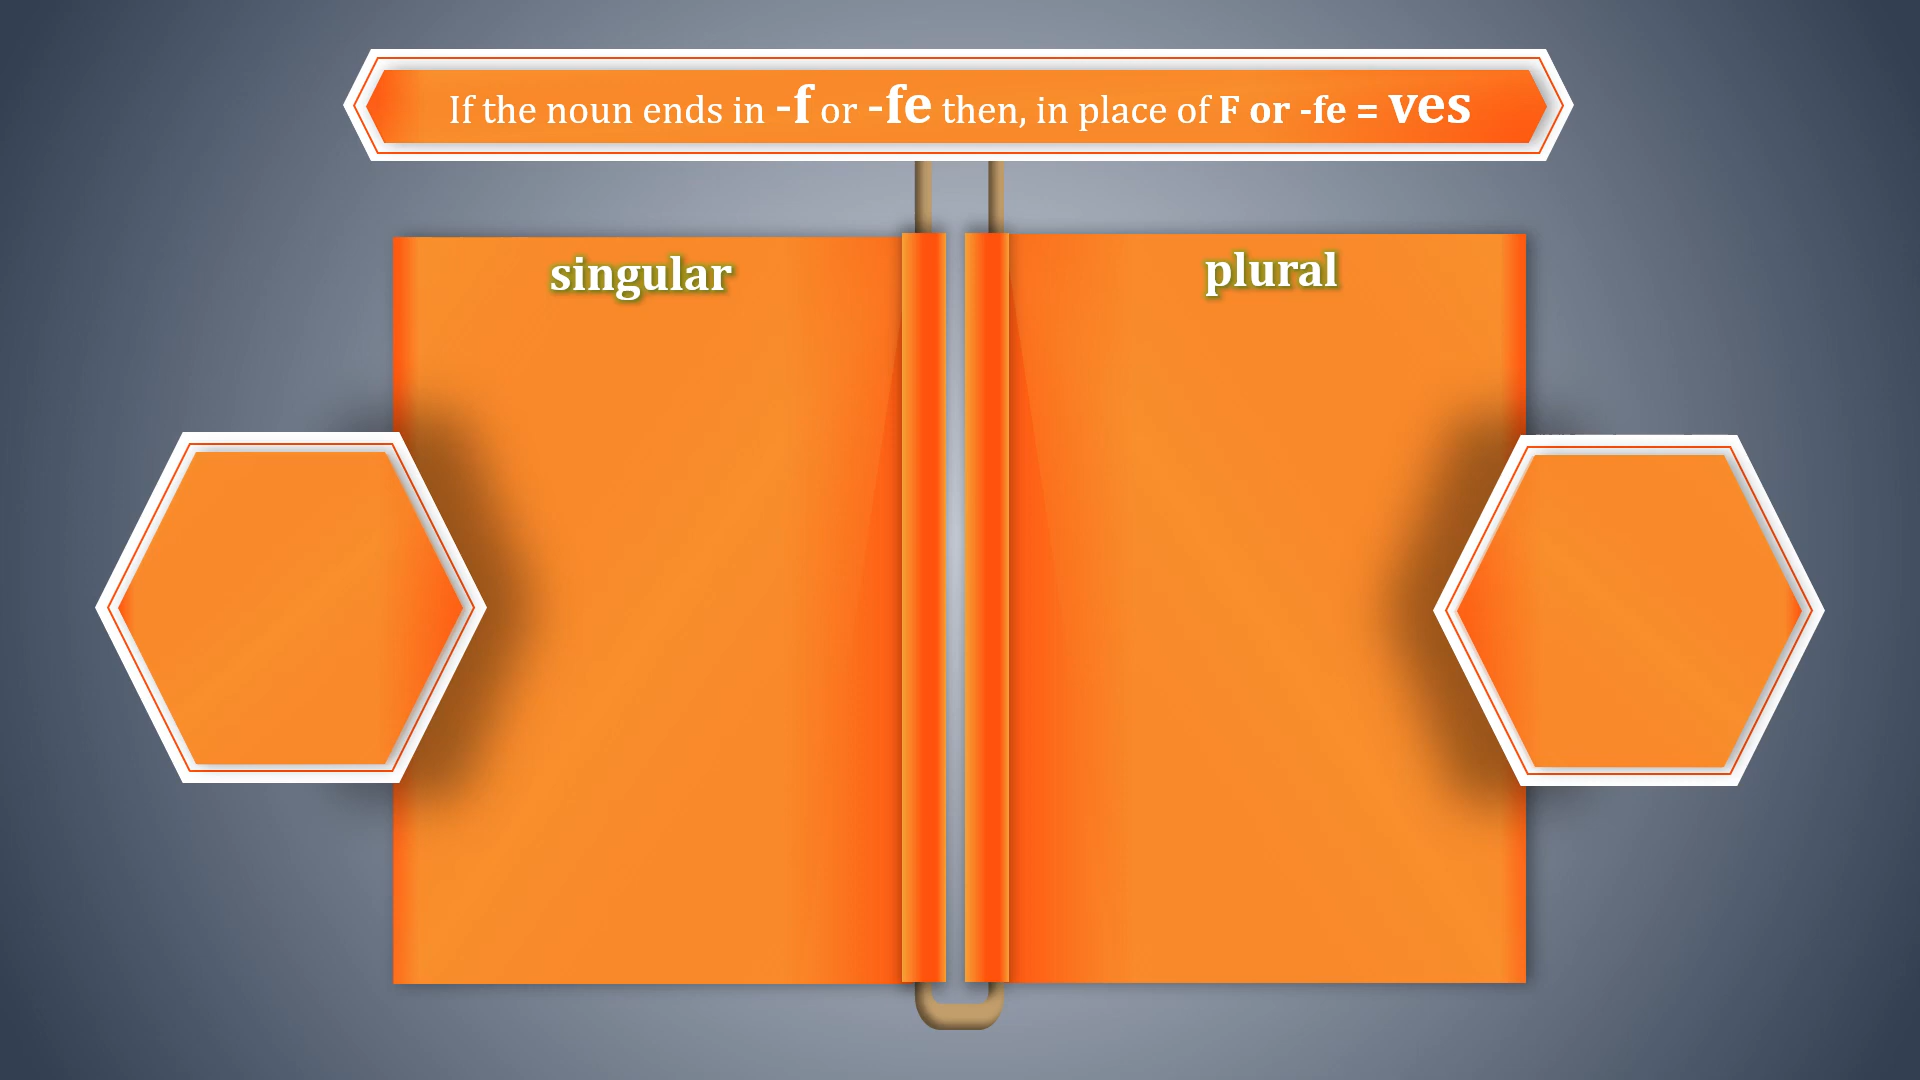 If the noun ends in -f or -fe then, in place of F or -fe = ves
singular
plural